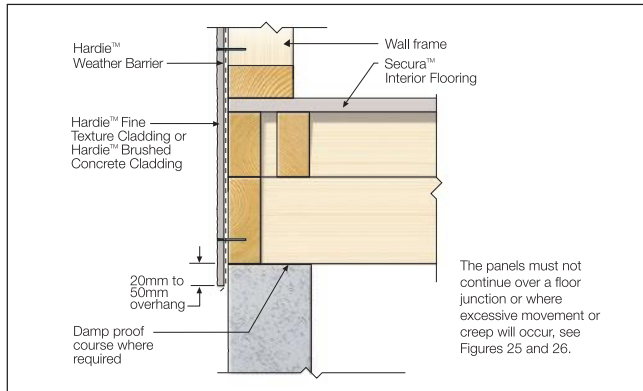 Hardie™
Weather Barrier
Wall frame
Secura™
Interior Flooring
Hardie™ Fine
Texture Cladding or
Hardie™ Brushed
Concrete Cladding
20mm to
50mm
overhang
Damp proof
course where
required
The panels must not
continue over a floor
junction or where
excessive movement or
creep will occur, see
Figures 25 and 26.